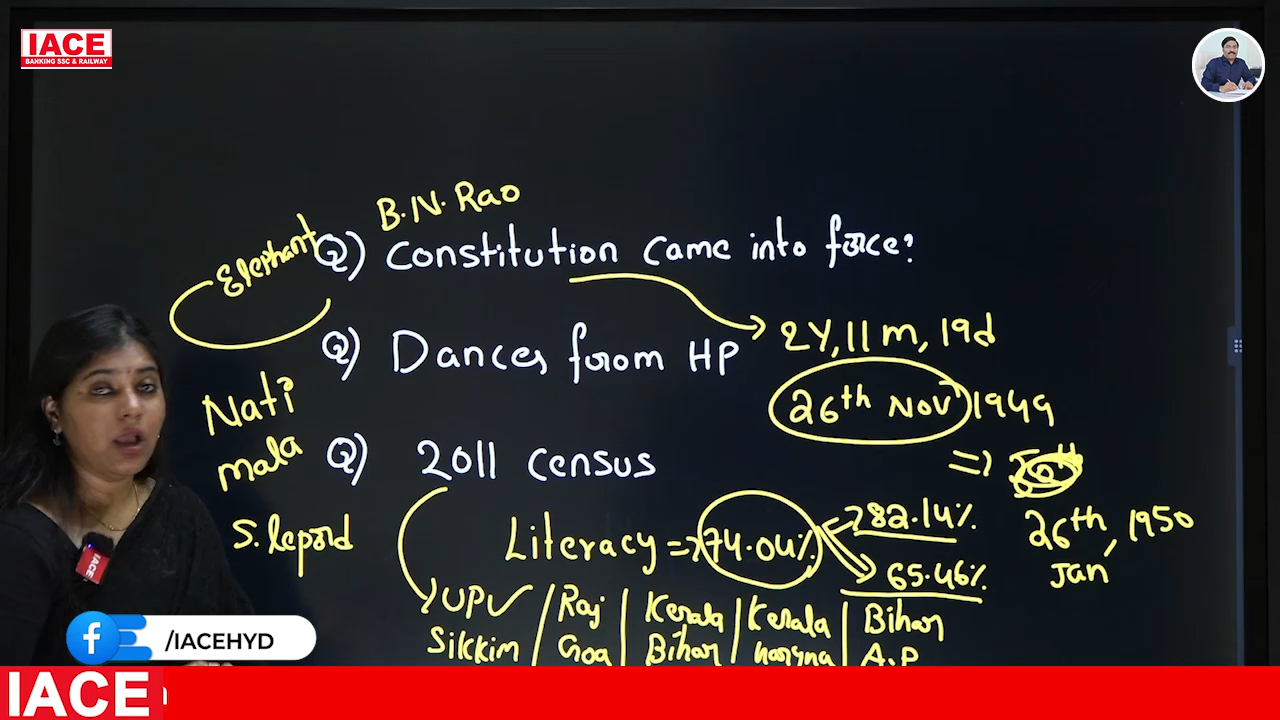 IACE
BANKING SSC & RAILWAY
B.N. Rao
Elephant
Q) Constitution came into force?
2Y, 11 m, 19d
Q) Dances from HP
26th Nov 1949
Nati
mala
Q) 2011 census
=>
S. lepord
Literacy => 74.04%
82.14%
65.46%
26th, 1950
Jan
UP / Raj | Kerala | Kerala | Bihar
Sikkim / Goa | Bihar | haryna | A.P
IACE
f /IACEHYD
IACE